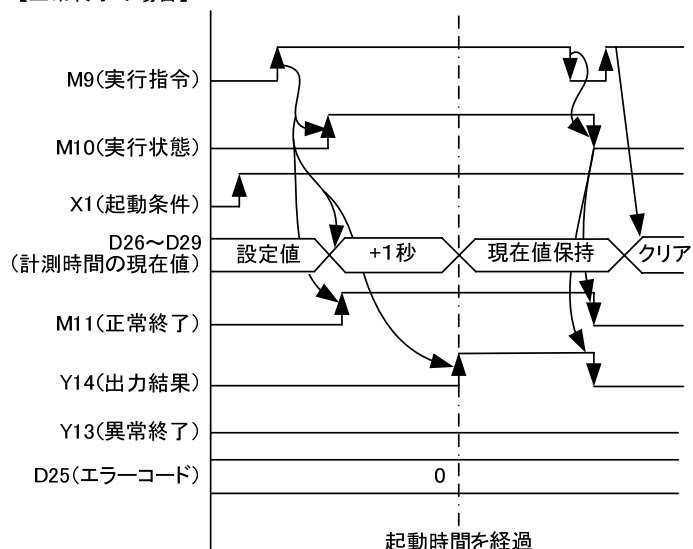 M9(実行指令)
M10(実行状態)
X1(起動条件)
D26～D29
(計測時間の現在値)
設定値
+1秒
現在値保持
クリア
M11(正常終了)
Y14(出力結果)
Y13(異常終了)
D25(エラーコード)
0
起動時間を経過